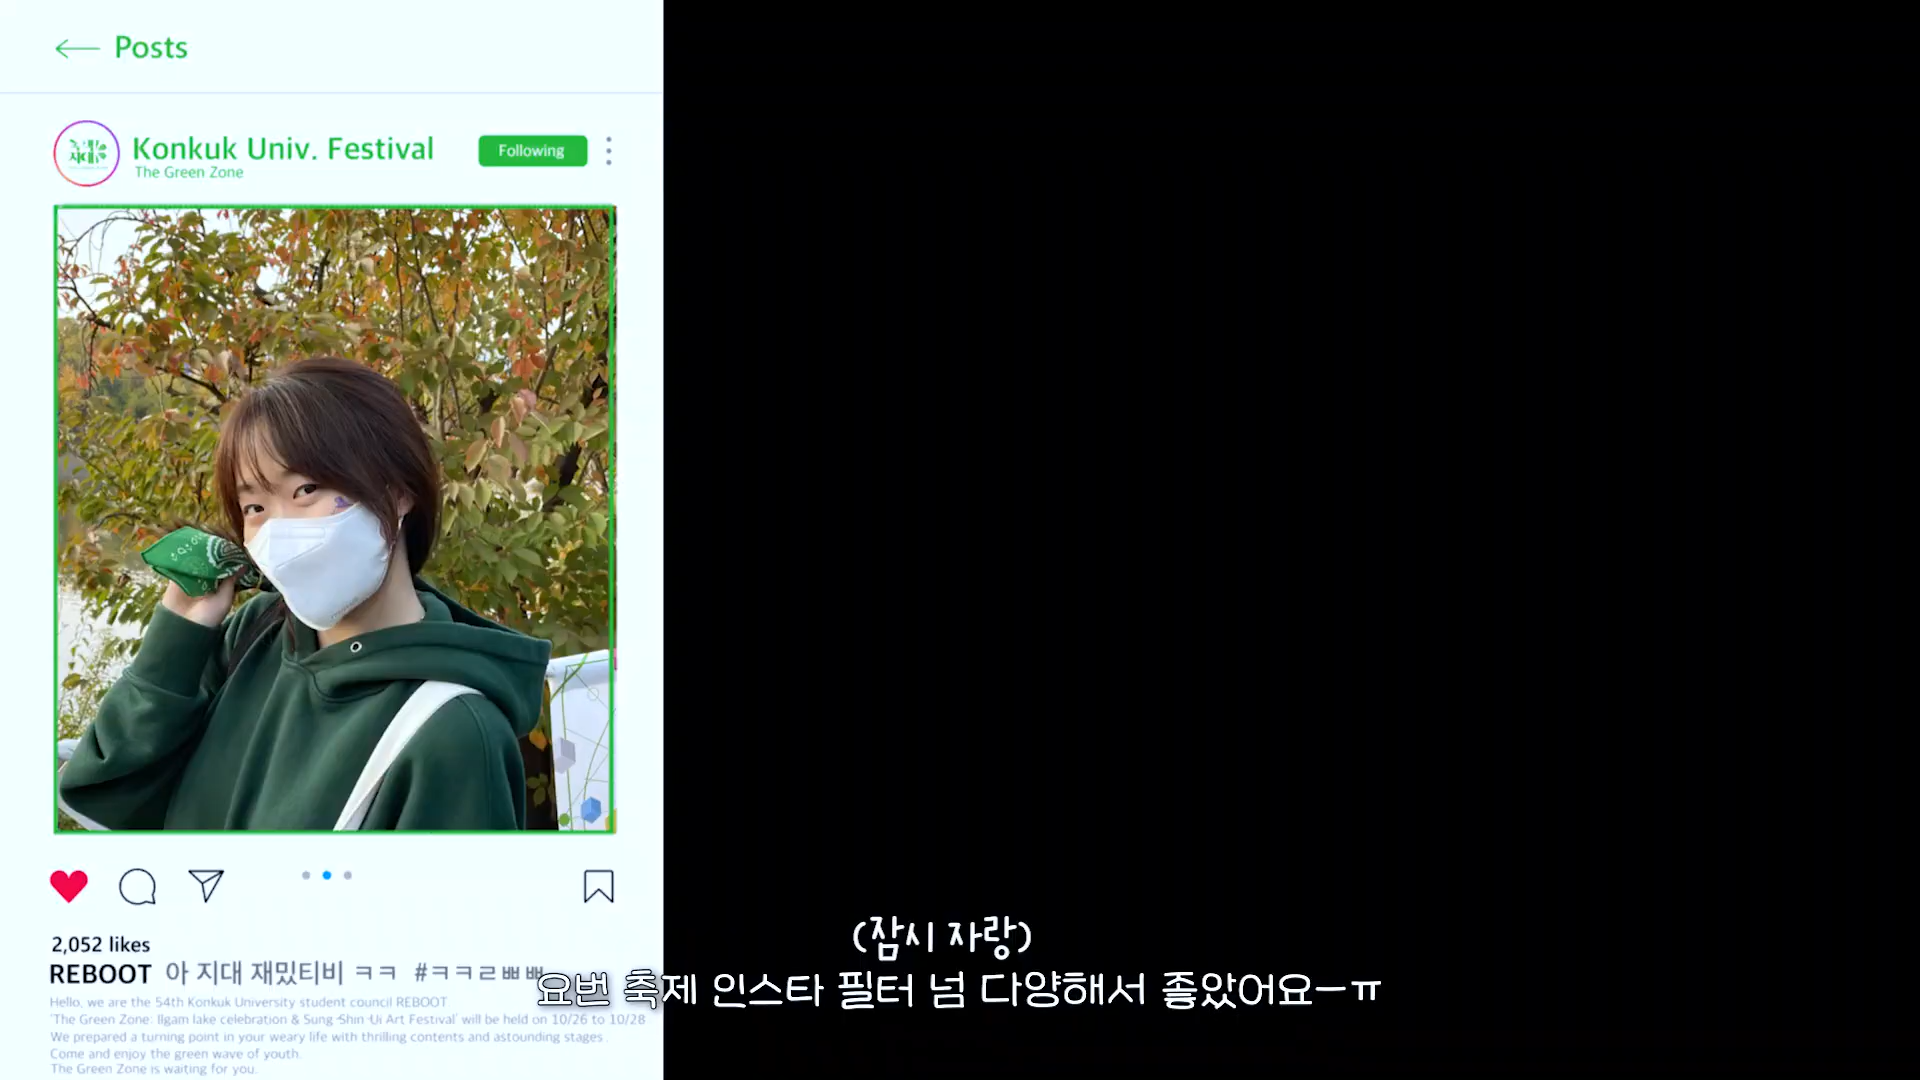 Posts
Konkuk Univ. Festival
Following
The Green Zone
2,052 likes
REBOOT 아 지대 재밌티비 ㅋㅋ #ㅋㅋㄹㅃㅃ
Hello, we are the 54th Konkuk University student council REBOOT
'The Green Zone: Ilgam lake celebration & Sung-Shin-Ui Art Festival' will be held on 10/26 to 10/28
We prepared a turning point in your weary life with thrilling contents and astounding stages .
Come and enjoy the green wave of youth.
The Green Zone is waiting for you.
(잠시 자랑)
요번 축제 인스타 필터 넘 다양해서 좋았어요ㅡㅠ